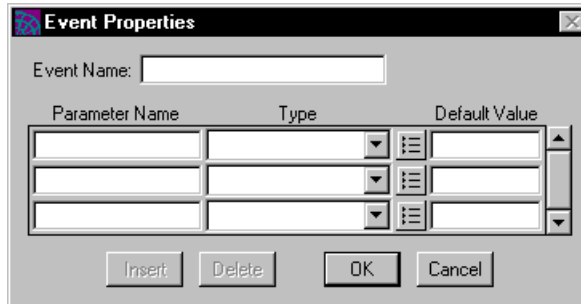 Event Properties
Event Name:
Parameter Name Type Default Value
Insert Delete OK Cancel